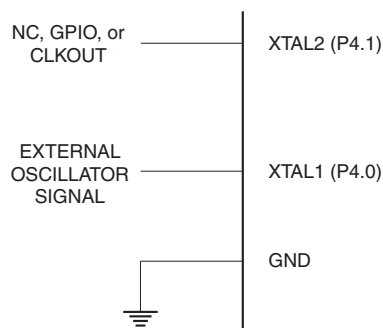 NC, GPIO, or
CLKOUT
XTAL2 (P4.1)
EXTERNAL
OSCILLATOR
SIGNAL
XTAL1 (P4.0)
GND